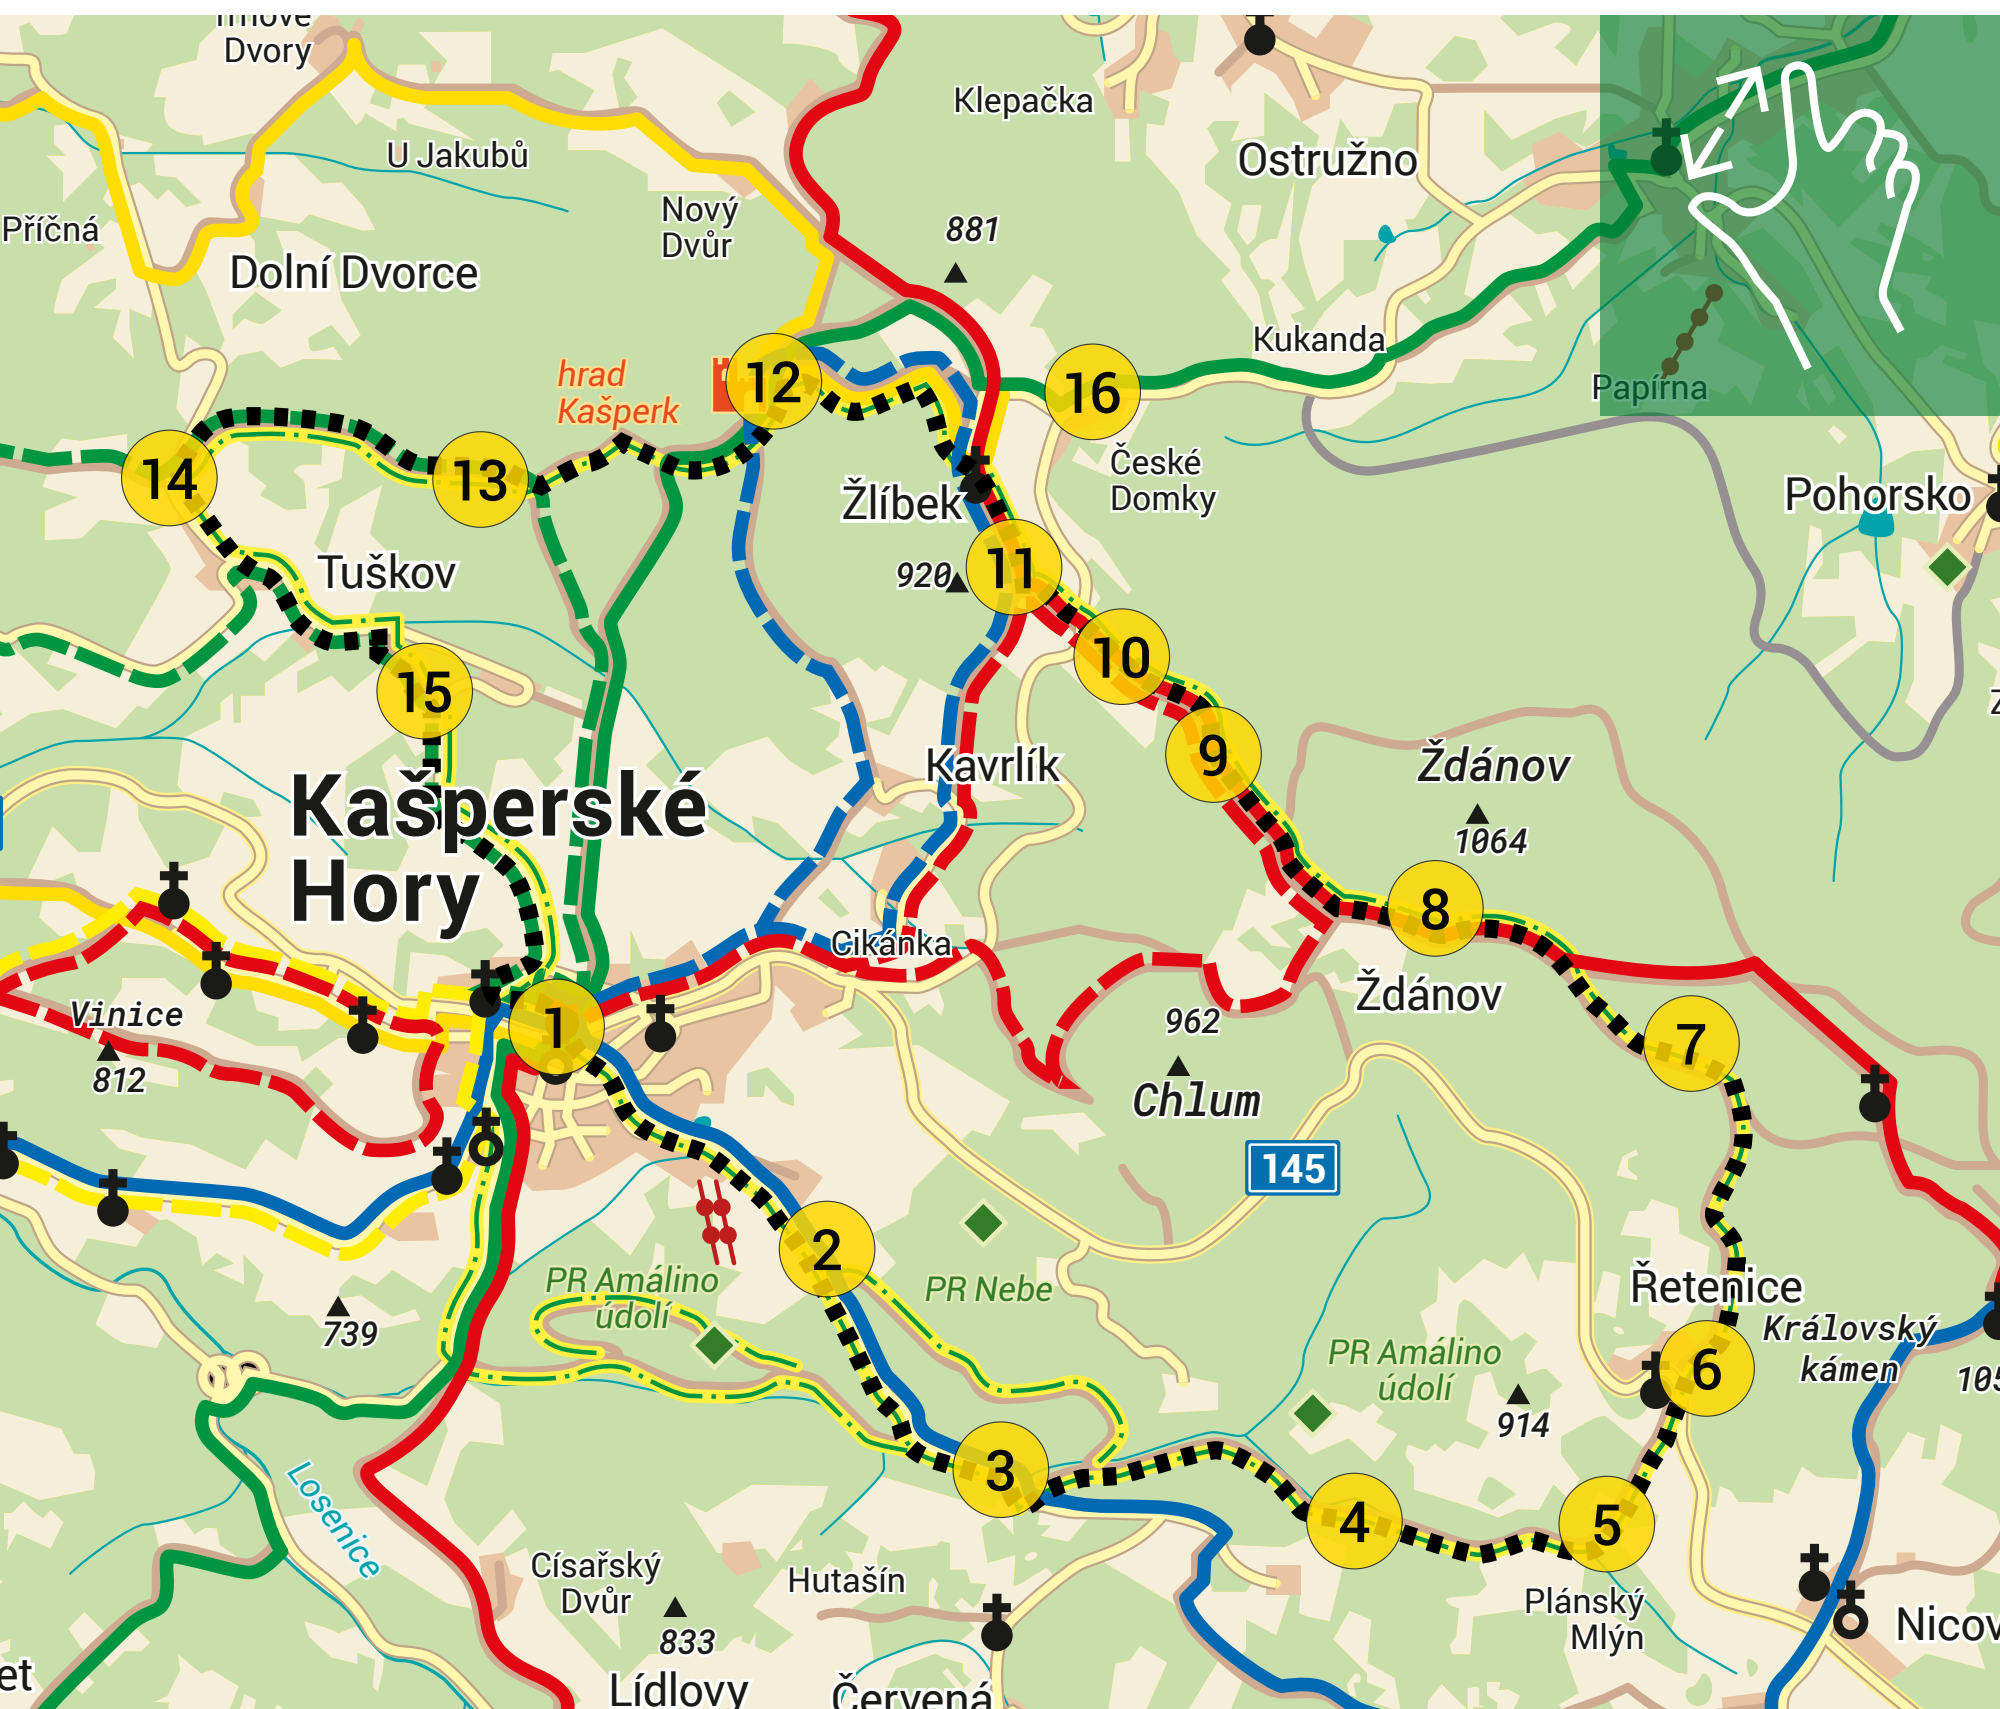 Dvory
Klepačka
U Jakubů
Ostružno
Příčná
Nový
Dvůr
881
Dolní Dvorce
Kukanda
hrad
Kašperk
12
16
Papírna
14
13
České
Domky
Žlíbek
Pohorsko
Tuškov
920
11
10
15
9
Kavrlík
Ždánov
1064
Kašperské
Hory
8
Cikánka
Ždánov
Vinice
812
1
962
Chlum
7
145
2
PR Amálino
údolí
PR Nebe
Řetenice
Královský
kámen
739
PR Amálino
údolí
914
6
3
4
5
Losenice
Císařský
Dvůr
Hutašín
Plánský
Mlýn
833
Lídlovy
Červená